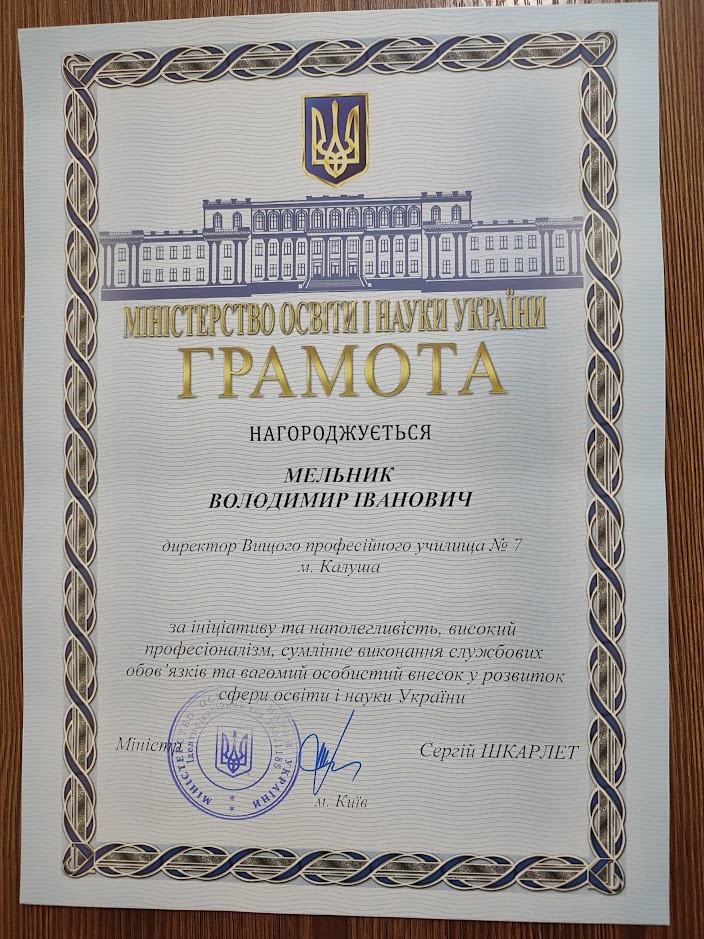 МІНІСТЕРСТВО ОСВІТИ І НАУКИ УКРАЇНИ
ГРАМОТА
НАГОРОДЖУЄТЬСЯ
МЕЛЬНИК
ВОЛОДИМИР ІВАНОВИЧ
директор Вищого професійного училища № 7
м. Калуша
за ініціативу та наполегливість, високий
професіоналізм, сумлінне виконання службових
обов’язків та вагомий особистий внесок у розвиток
сфери освіти і науки України
Міністр
Сергій ШКАРЛЕТ
м. Київ